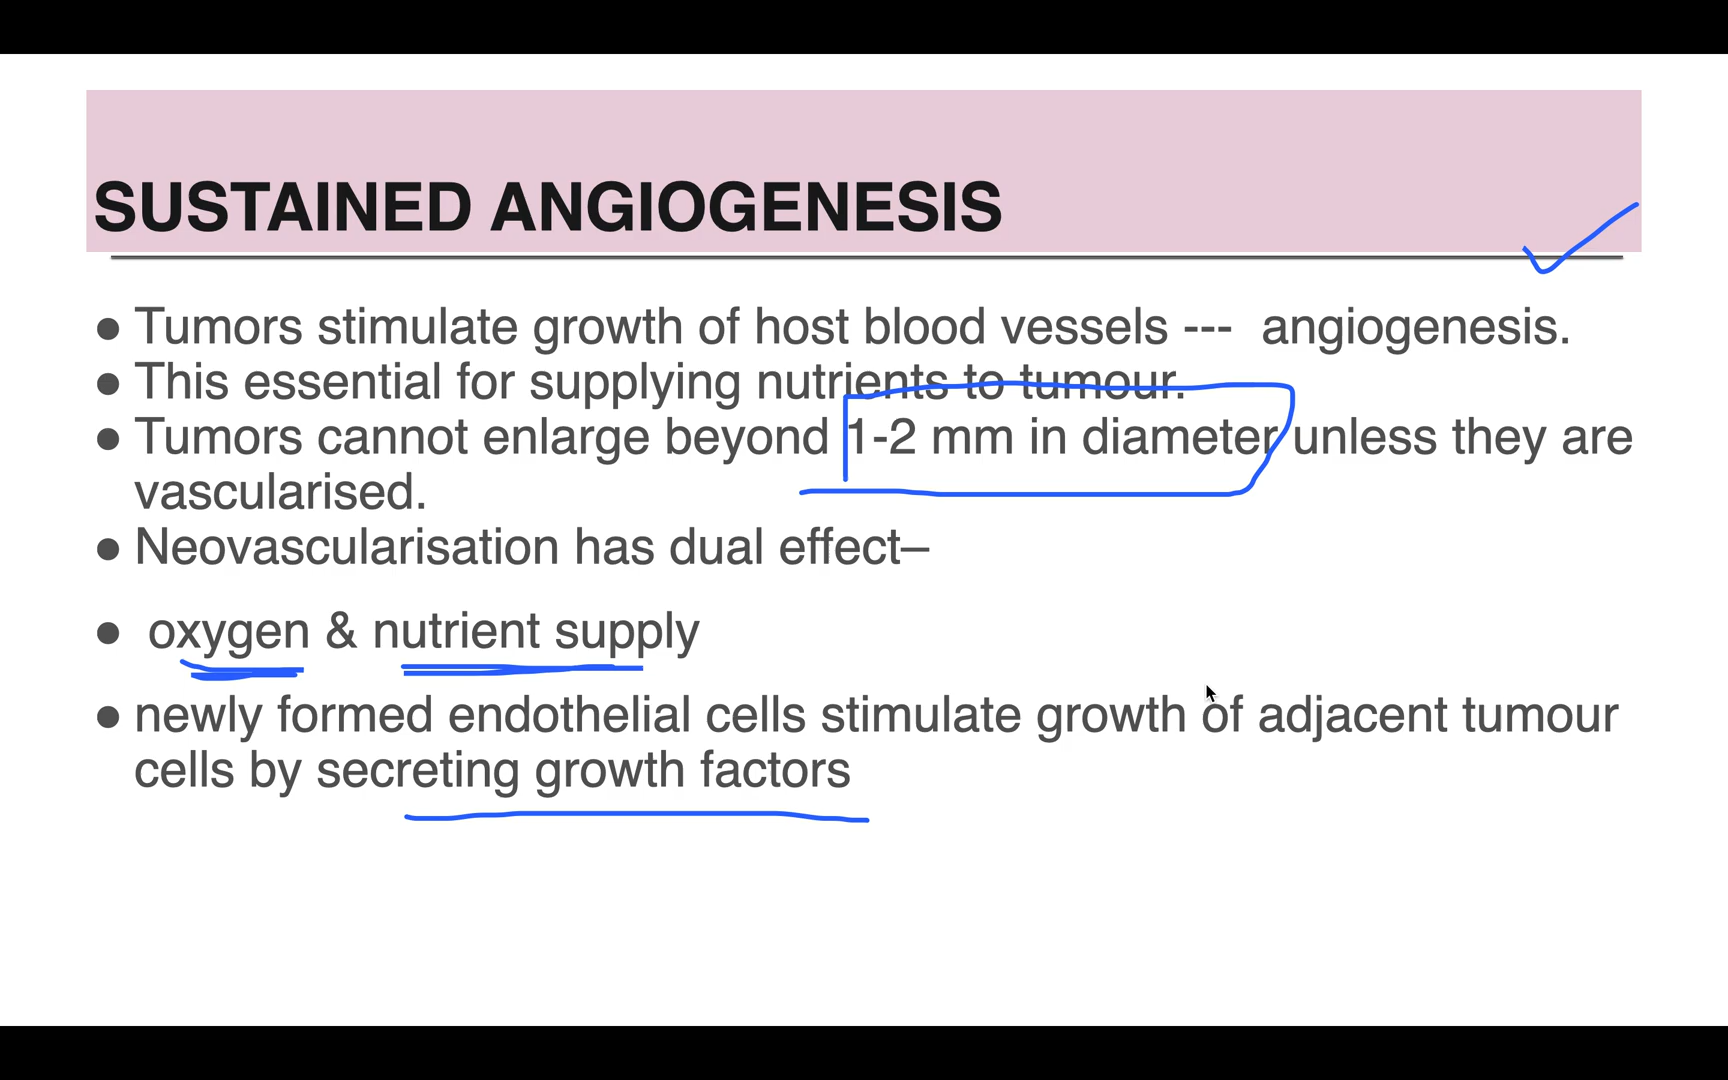 SUSTAINED ANGIOGENESIS
● Tumors stimulate growth of host blood vessels --- angiogenesis.
● This essential for supplying nutrients to tumour.
● Tumors cannot enlarge beyond 1-2 mm in diameter unless they are
vascularised.
● Neovascularisation has dual effect–
● oxygen & nutrient supply
● newly formed endothelial cells stimulate growth of adjacent tumour
cells by secreting growth factors